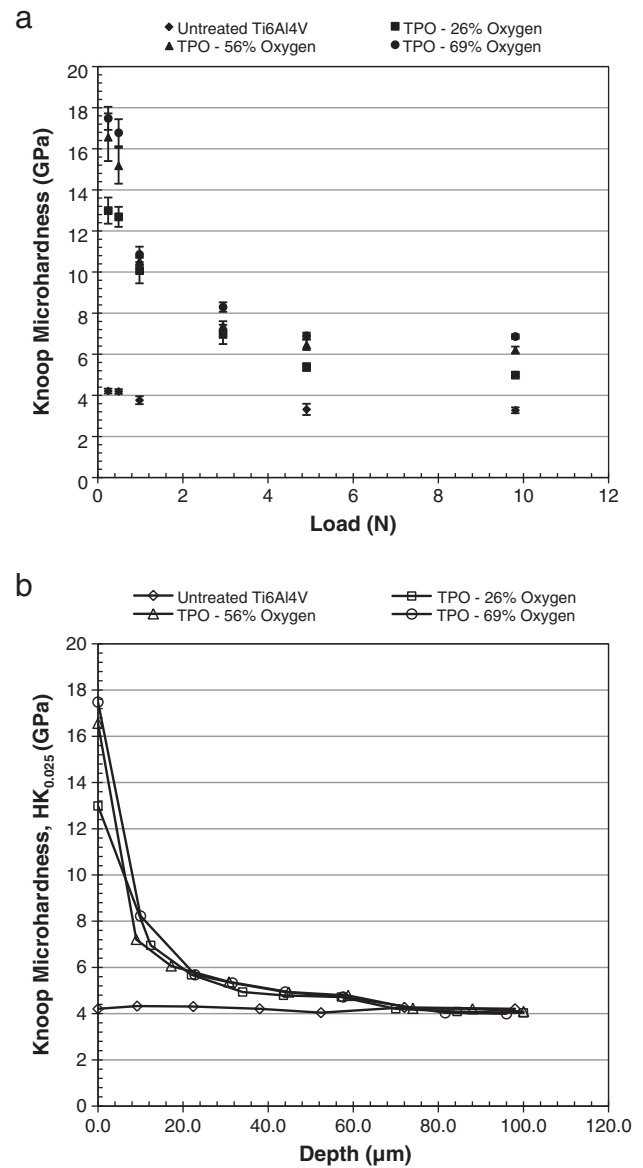 a
Untreated Ti6Al4V
TPO - 26% Oxygen
TPO - 56% Oxygen
TPO - 69% Oxygen
Knoop Microhardness (GPa)
20
18
16
14
12
10
8
6
4
2
0
0 2 4 6 8 10 12
Load (N)
b
Untreated Ti6Al4V
TPO - 26% Oxygen
TPO - 56% Oxygen
TPO - 69% Oxygen
Knoop Microhardness, HK0.025 (GPa)
20
18
16
14
12
10
8
6
4
2
0
0.0 20.0 40.0 60.0 80.0 100.0 120.0
Depth (µm)